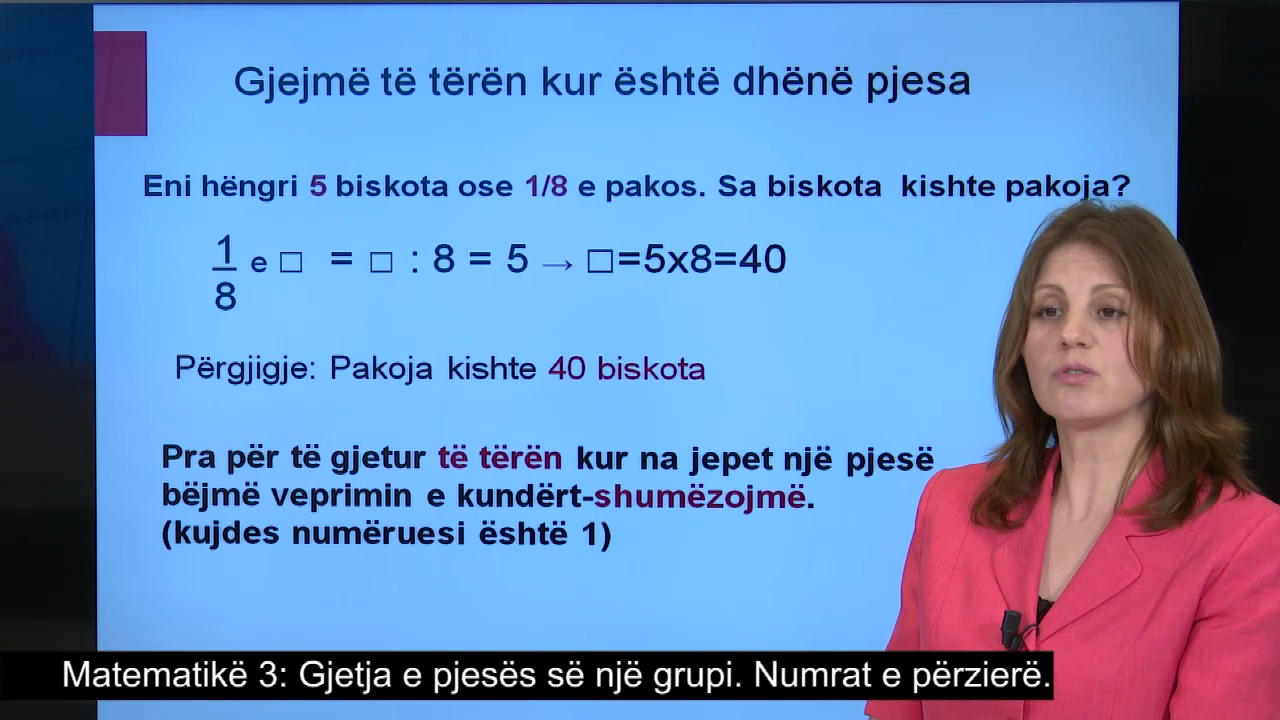 Gjejmë të tërën kur është dhënë pjesa
Eni hëngri 5 biskota ose 1/8 e pakos. Sa biskota kishte pakoja?
1/8 e □ = □ : 8 = 5 → □=5x8=40
Përgjigje: Pakoja kishte 40 biskota
Pra për të gjetur të tërën kur na jepet një pjesë
bëjmë veprimin e kundërt-shumëzojmë.
(kujdes numëruesi është 1)
Matematikë 3: Gjetja e pjesës së një grupi. Numrat e përzierë.